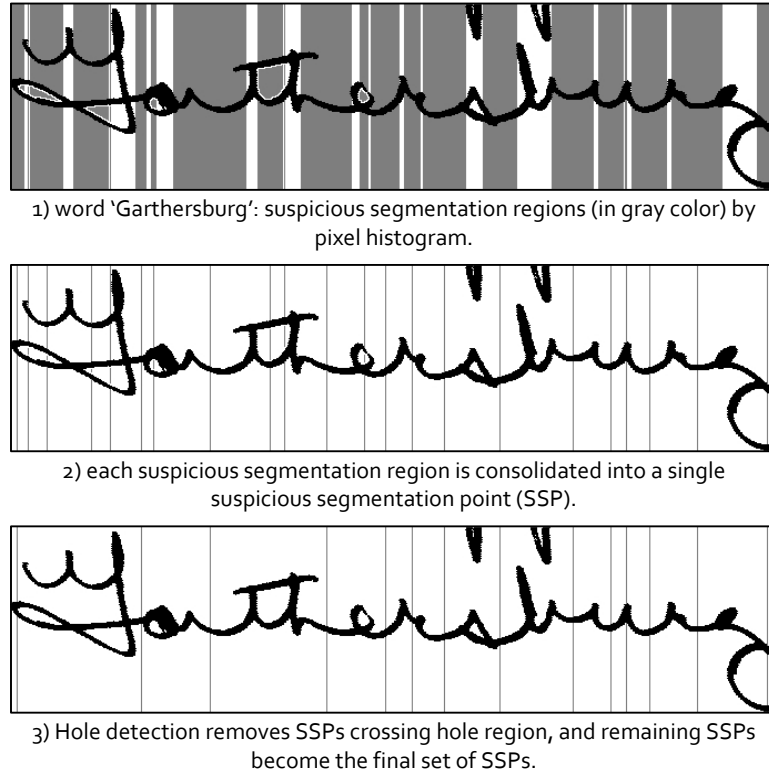 Garthersburg
1) word ‘Garthersburg’: suspicious segmentation regions (in gray color) by
pixel histogram.
Garthersburg
2) each suspicious segmentation region is consolidated into a single
suspicious segmentation point (SSP).
Garthersburg
3) Hole detection removes SSPs crossing hole region, and remaining SSPs
become the final set of SSPs.